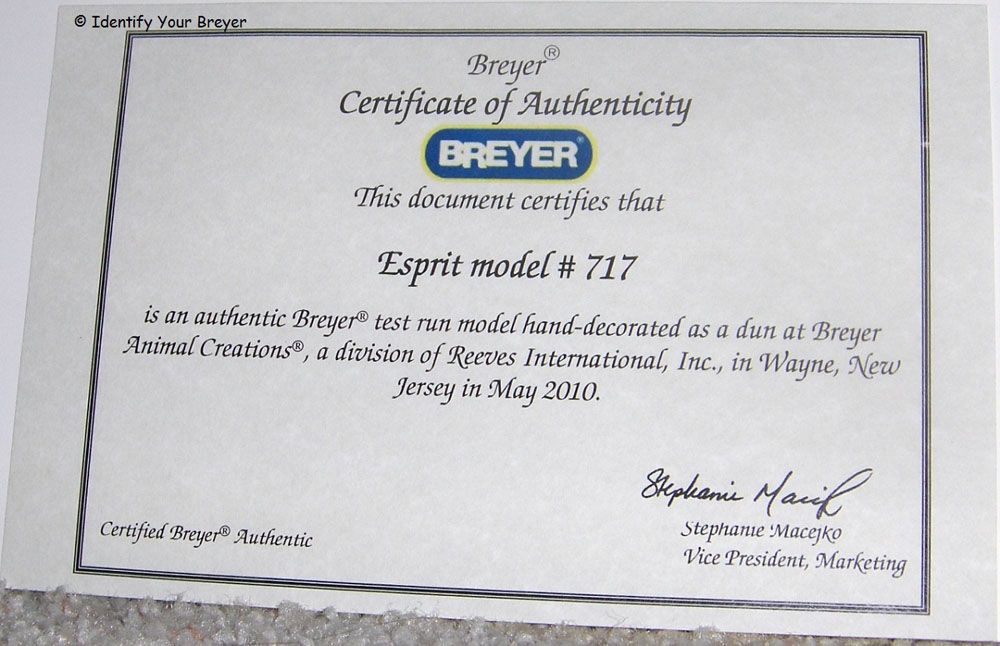 © Identify Your Breyer
Breyer®
Certificate of Authenticity
BREYER®
This document certifies that
Esprit model # 717
is an authentic Breyer® test run model hand-decorated as a dun at Breyer
Animal Creations®, a division of Reeves International, Inc., in Wayne, New
Jersey in May 2010.
Stephanie Macejko
Certified Breyer® Authentic
Stephanie Macejko
Vice President, Marketing